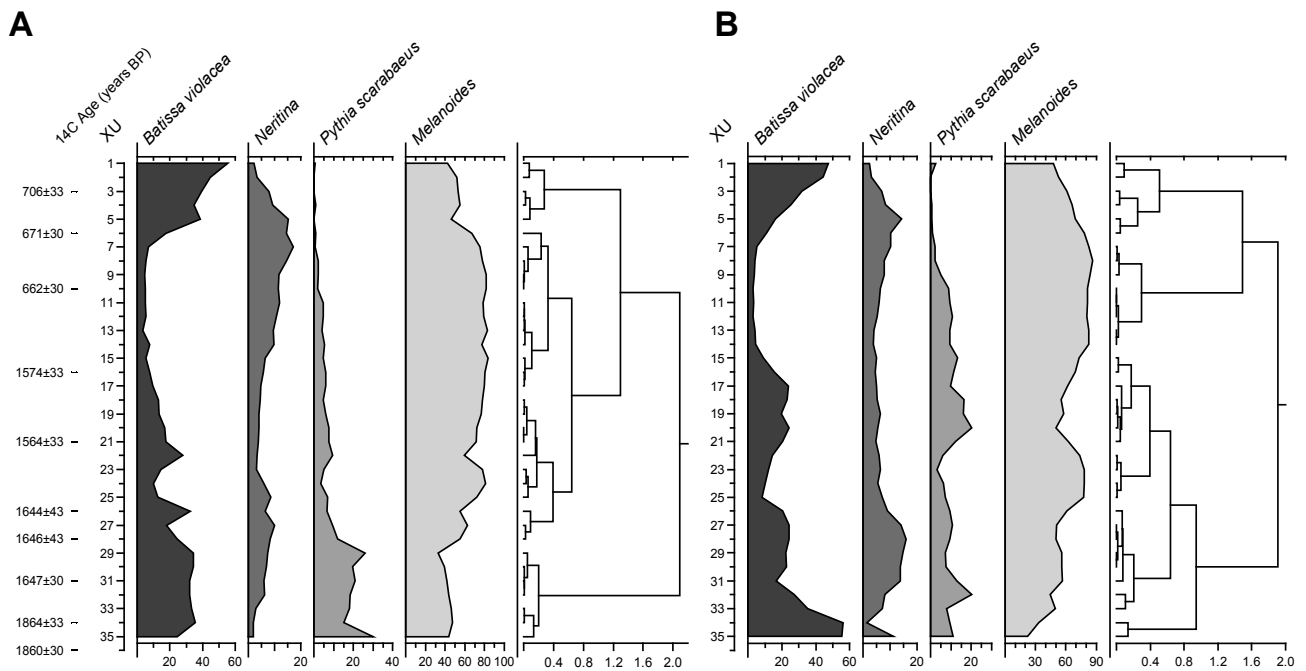 A
B
14C Age (years BP)
XU
Batissa violacea
Neritina
Pythia scarabaeus
Melanoides
XU
Batissa violacea
Neritina
Pythia scarabaeus
Melanoides
1
706±33 3
5
671±30
7
9
662±30
11
13
15
1574±33
17
19
1564±33 21
23
25
1644±43
27
1646±43
29
1647±30 31
33
1864±33
35
1860±30
1
3
5
7
9
11
13
15
17
19
21
23
25
27
29
31
33
35
20 40 60 20 20 40 20 40 60 80 100 0.4 0.8 1.2 1.6 2.0
20 40 60 20 20 30 60 90 0.4 0.8 1.2 1.6 2.0